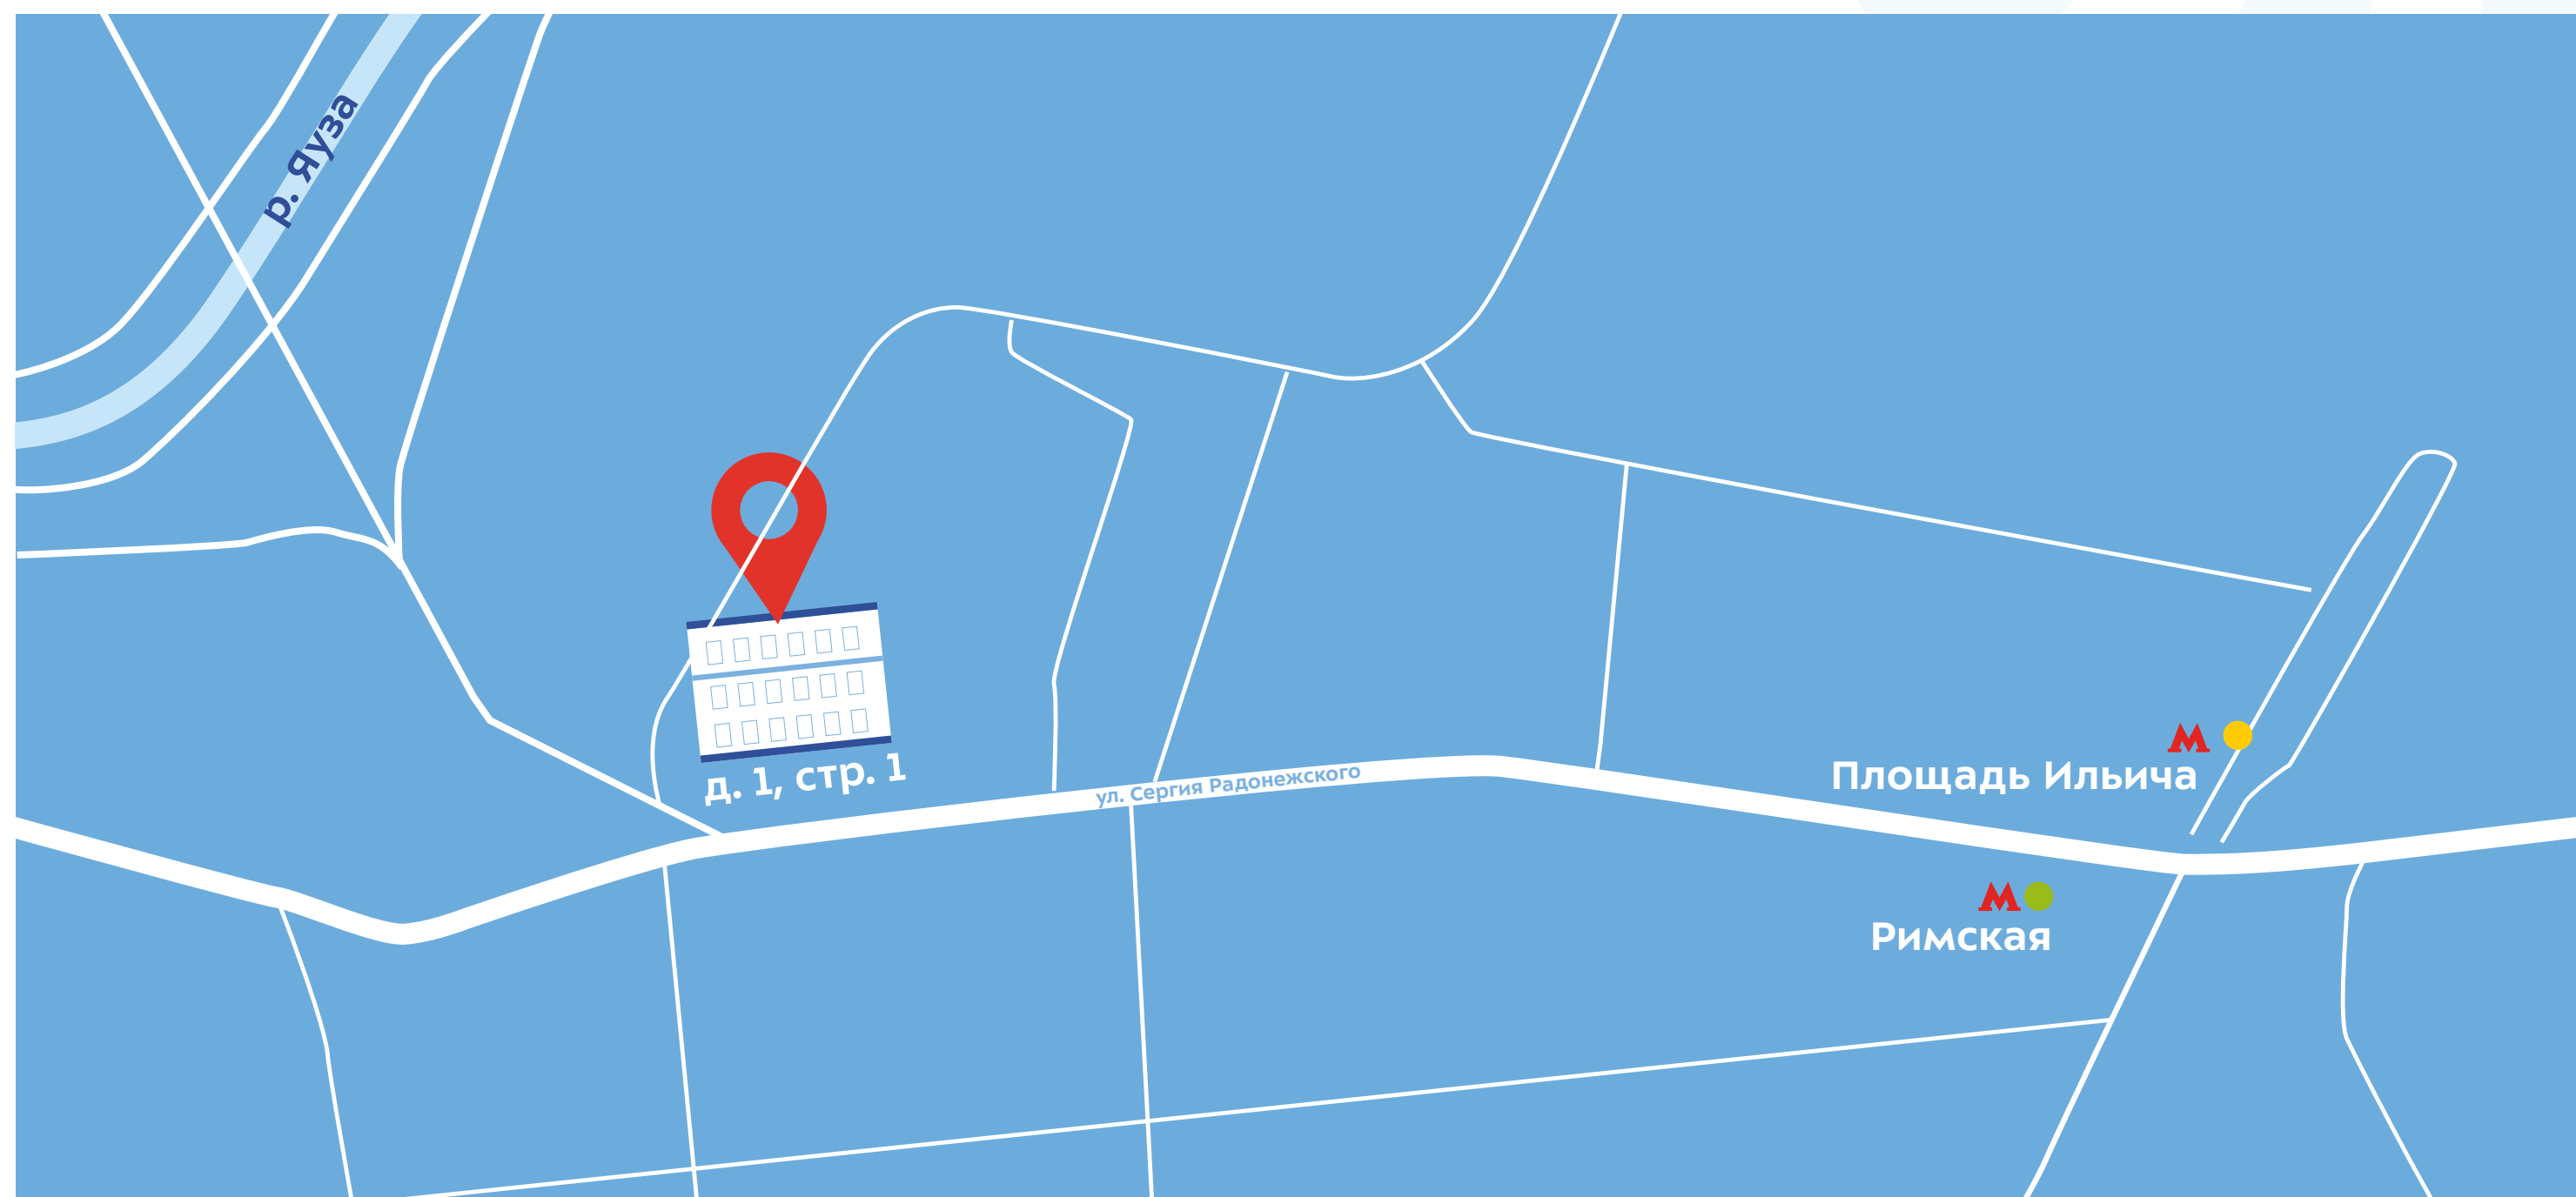 р. Яуза
д. 1, стр. 1
ул. Сергия Радонежского
М
Площадь Ильича
М
Римская